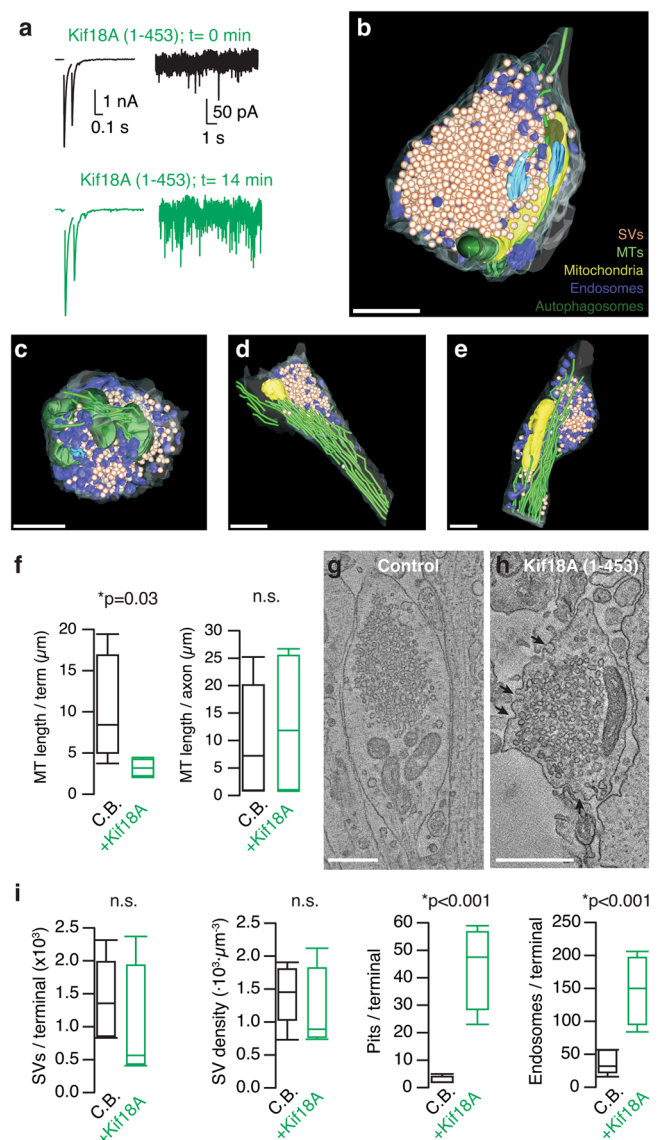 a
Kif18A (1-453); t= 0 min
1 nA
0.1 s
50 pA
1 s
Kif18A (1-453); t= 14 min
b
SVs
MTs
Mitochondria
Endosomes
Autophagosomes
c
d
e
f
*p=0.03
MT length / term (µm)
20
15
10
5
0
C.B.
+Kif18A
n.s.
MT length / axon (µm)
30
25
20
15
10
5
0
C.B.
+Kif18A
g
Control
h
Kif18A (1-453)
i
n.s.
SVs / terminal (x10³)
2.5
2.0
1.5
1.0
0.5
0.0
C.B.
+Kif18A
n.s.
SV density (·10³·µm⁻³)
2.5
2.0
1.5
1.0
0.5
0.0
C.B.
+Kif18A
*p<0.001
Pits / terminal
60
50
40
30
20
10
0
C.B.
+Kif18A
*p<0.001
Endosomes / terminal
250
200
150
100
50
0
C.B.
+Kif18A